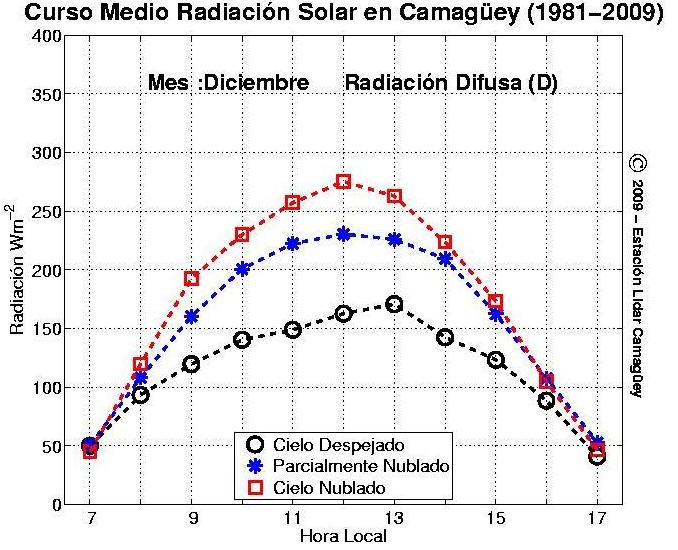 Curso Medio Radiación Solar en Camagüey (1981−2009)
Mes :Diciembre Radiación Difusa (D)
400
350
300
250
200
150
100
50
0
Radiación Wm−2
7 9 11 13 15 17
Hora Local
Cielo Despejado
Parcialmente Nublado
Cielo Nublado
© 2009 − Estación Lidar Camagüey